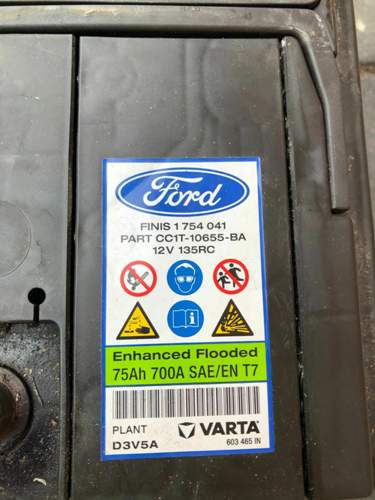 Ford
FINIS 1 754 041
PART CC1T-10655-BA
12V 135RC
Enhanced Flooded
75Ah 700A SAE/EN T7
PLANT
D3V5A
VARTA
603 465 IN